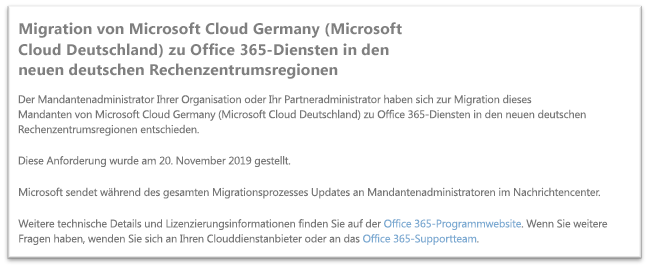 Migration von Microsoft Cloud Germany (Microsoft
Cloud Deutschland) zu Office 365-Diensten in den
neuen deutschen Rechenzentrumsregionen
Der Mandantenadministrator Ihrer Organisation oder Ihr Partneradministrator haben sich zur Migration dieses
Mandanten von Microsoft Cloud Germany (Microsoft Cloud Deutschland) zu Office 365-Diensten in den neuen deutschen
Rechenzentrumsregionen entschieden.
Diese Anforderung wurde am 20. November 2019 gestellt.
Microsoft sendet während des gesamten Migrationsprozesses Updates an Mandantenadministratoren im Nachrichtencenter.
Weitere technische Details und Lizenzierungsinformationen finden Sie auf der Office 365-Programmwebsite. Wenn Sie weitere
Fragen haben, wenden Sie sich an Ihren Clouddienstanbieter oder an das Office 365-Supportteam.